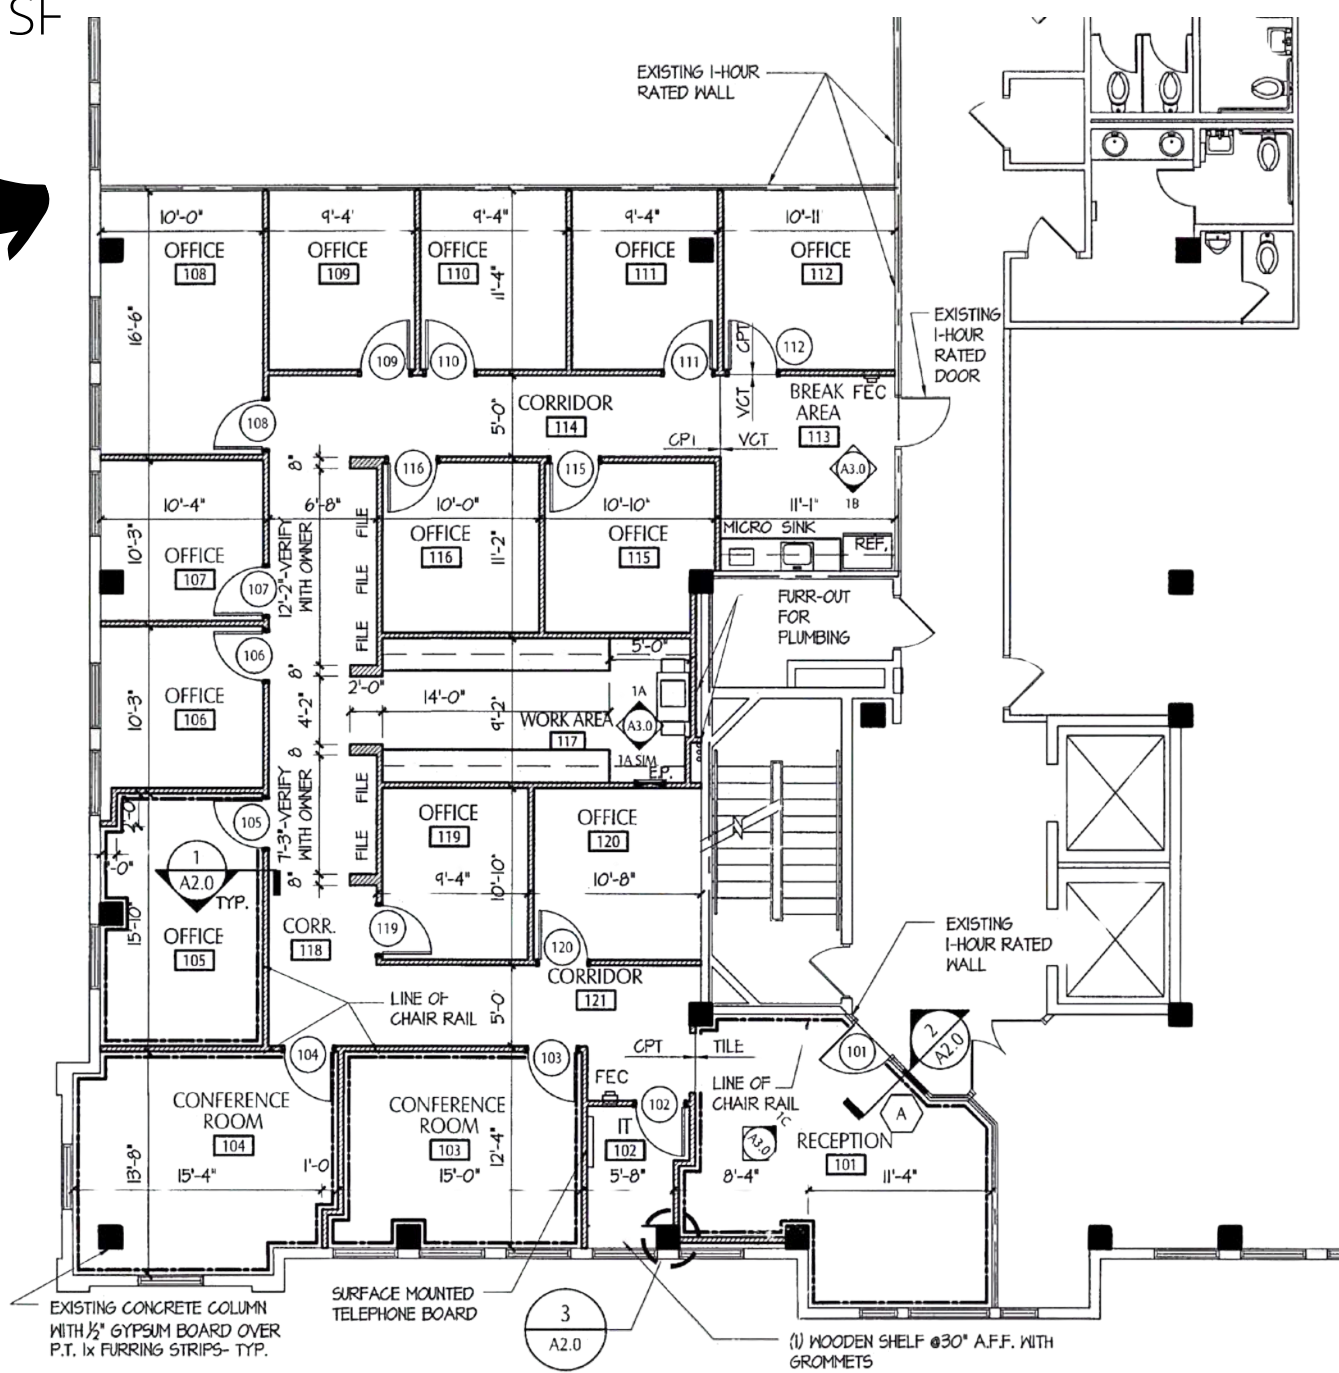 SF
EXISTING 1-HOUR
RATED WALL
10'-0"
9'-4'
9'-4"
9'-4"
10'-11'
OFFICE
108
OFFICE
109
OFFICE
110
OFFICE
111
OFFICE
112
11'-4"
16'-6"
EXISTING
1-HOUR
RATED
DOOR
109
110
111
112
CPT
VCT
108
CORRIDOR
114
5'-0"
BREAK
AREA
113
FEC
CPT
VCT
A3.0
1B
8"
116
115
10'-4"
6'-8"
10'-0"
10'-10"
11'-1"
10'-3"
OFFICE
107
107
12'-2"-VERIFY
WITH OWNER
FILE
FILE
FILE
OFFICE
116
11'-2"
OFFICE
115
MICRO SINK
REF.
FURR-OUT
FOR
PLUMBING
106
5'-0"
8"
2'-0"
14'-0"
10'-3"
OFFICE
106
4'-2"
9'-2"
WORK AREA
117
1A
A3.0
1A SIM
E.P.
8
7'-3"-VERIFY
WITH OWNER
FILE
FILE
8"
105
1
A2.0
TYP.
15'-10"
OFFICE
105
OFFICE
119
OFFICE
120
9'-4"
10'-10"
10'-8"
CORR.
118
119
120
EXISTING
1-HOUR RATED
WALL
CORRIDOR
121
5'-0
LINE OF
CHAIR RAIL
104
103
CPT
TILE
101
2
A2.0
FEC
102
LINE OF
CHAIR RAIL
1C
A3.0
A
CONFERENCE
ROOM
104
CONFERENCE
ROOM
103
IT
102
RECEPTION
101
13'-8"
15'-4"
1'-0
15'-0"
12'-4"
5'-8"
8'-4"
11'-4"
EXISTING CONCRETE COLUMN
WITH 1/2" GYPSUM BOARD OVER
P.T. 1x FURRING STRIPS- TYP.
SURFACE MOUNTED
TELEPHONE BOARD
3
A2.0
(1) WOODEN SHELF @30" A.F.F. WITH
GROMMETS